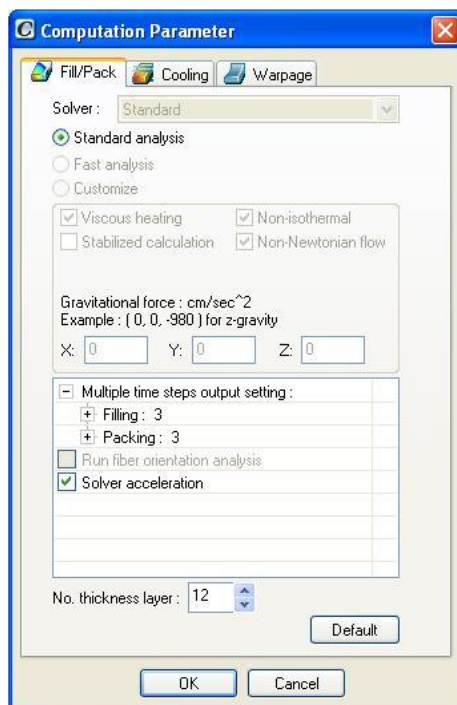 Computation Parameter
Fill/Pack
Cooling
Warpage
Solver :
Standard
Standard analysis
Fast analysis
Customize
Viscous heating
Non-isothermal
Stabilized calculation
Non-Newtonian flow
Gravitational force : cm/sec^2
Example : ( 0, 0, -980 ) for z-gravity
X: 0
Y: 0
Z: 0
Multiple time steps output setting :
Filling : 3
Packing : 3
Run fiber orientation analysis
Solver acceleration
No. thickness layer : 12
Default
OK
Cancel